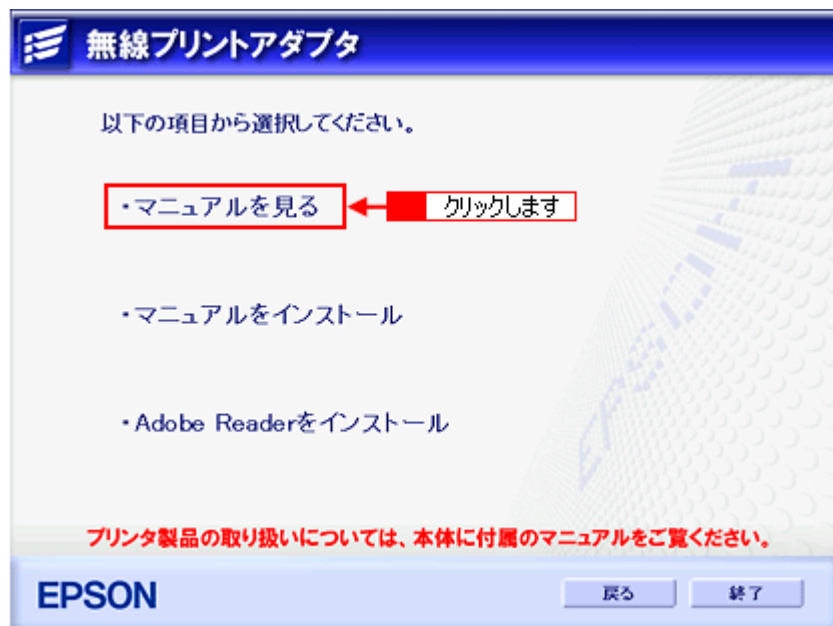 無線プリントアダプタ
以下の項目から選択してください。
・マニュアルを見る
クリックします
・マニュアルをインストール
・Adobe Readerをインストール
EPSON
プリンタ製品の取り扱いについては、本体に付属のマニュアルをご覧ください。
EPSON
戻る
終了